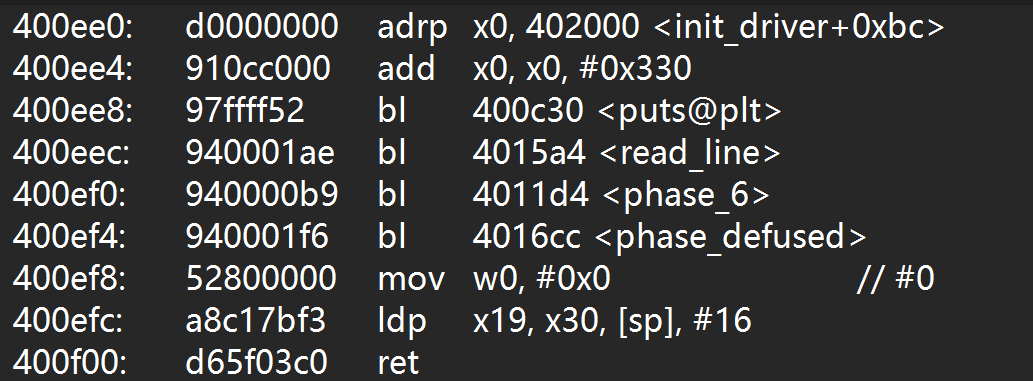 400ee0: d0000000 adrp x0, 402000 <init_driver+0xbc>
400ee4: 910cc000 add x0, x0, #0x330
400ee8: 97ffff52 bl 400c30 <puts@plt>
400eec: 940001ae bl 4015a4 <read_line>
400ef0: 940000b9 bl 4011d4 <phase_6>
400ef4: 940001f6 bl 4016cc <phase_defused>
400ef8: 52800000 mov w0, #0x0 // #0
400efc: a8c17bf3 ldp x19, x30, [sp], #16
400f00: d65f03c0 ret